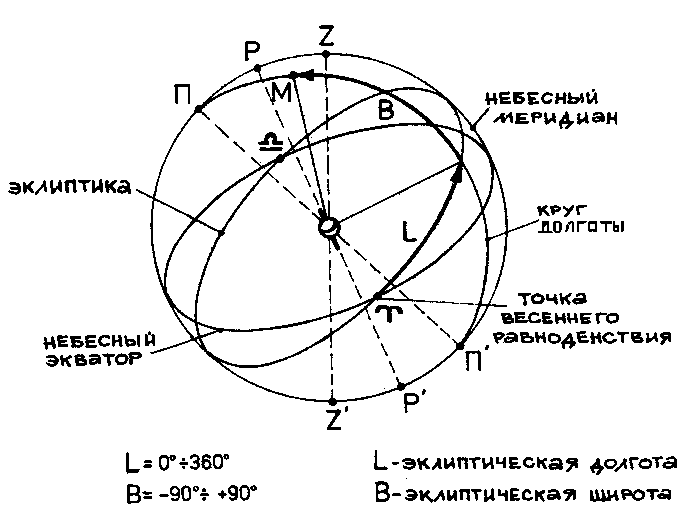 Z
P
П
M
B
НЕБЕСНЫЙ
МЕРИДИАН
♎
ЭКЛИПТИКА
КРУГ
ДОЛГОТЫ
L
♈
ТОЧКА
ВЕСЕННЕГО
РАВНОДЕНСТВИЯ
НЕБЕСНЫЙ
ЭКВАТОР
П'
P'
Z'
L = 0°÷360°
B = -90°÷ +90°
L-ЭКЛИПТИЧЕСКАЯ ДОЛГОТА
B-ЭКЛИПТИЧЕСКАЯ ШИРОТА